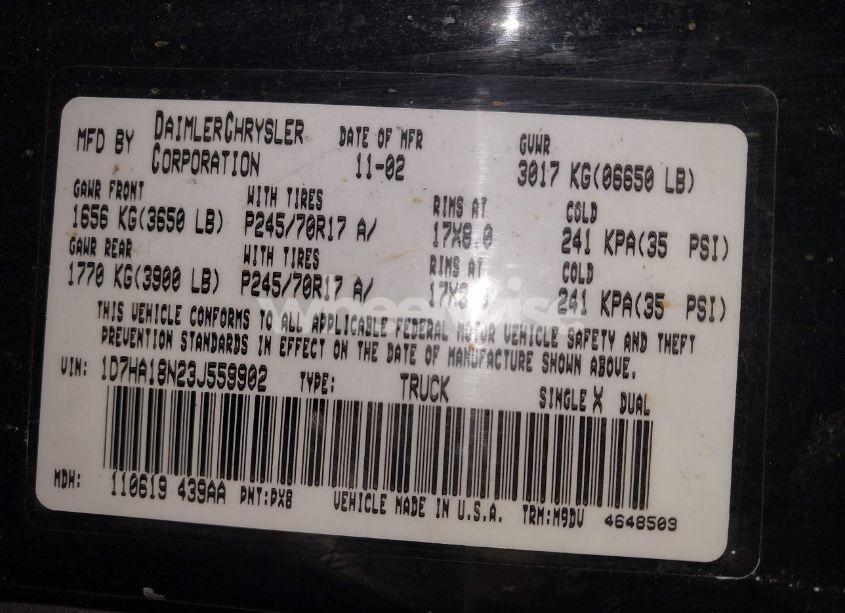 MFD BY DAIMLERCHRYSLER CORPORATION DATE OF MFR 11-02 GVWR 3017 KG(06650 LB)
GAWR FRONT WITH TIRES RIMS AT COLD
1656 KG(3650 LB) P245/70R17 A/ 17X8.0 241 KPA(35 PSI)
GAWR REAR WITH TIRES RIMS AT COLD
1770 KG(3900 LB) P245/70R17 A/ 17X8.0 241 KPA(35 PSI)
THIS VEHICLE CONFORMS TO ALL APPLICABLE FEDERAL MOTOR VEHICLE SAFETY AND THEFT
PREVENTION STANDARDS IN EFFECT ON THE DATE OF MANUFACTURE SHOWN ABOVE.
VIN: 1D7HA18N23J559902 TYPE: TRUCK SINGLE X DUAL
MDH: 110619 439AA PNT:PX8 VEHICLE MADE IN U.S.A. TRM:M9DV 4648503